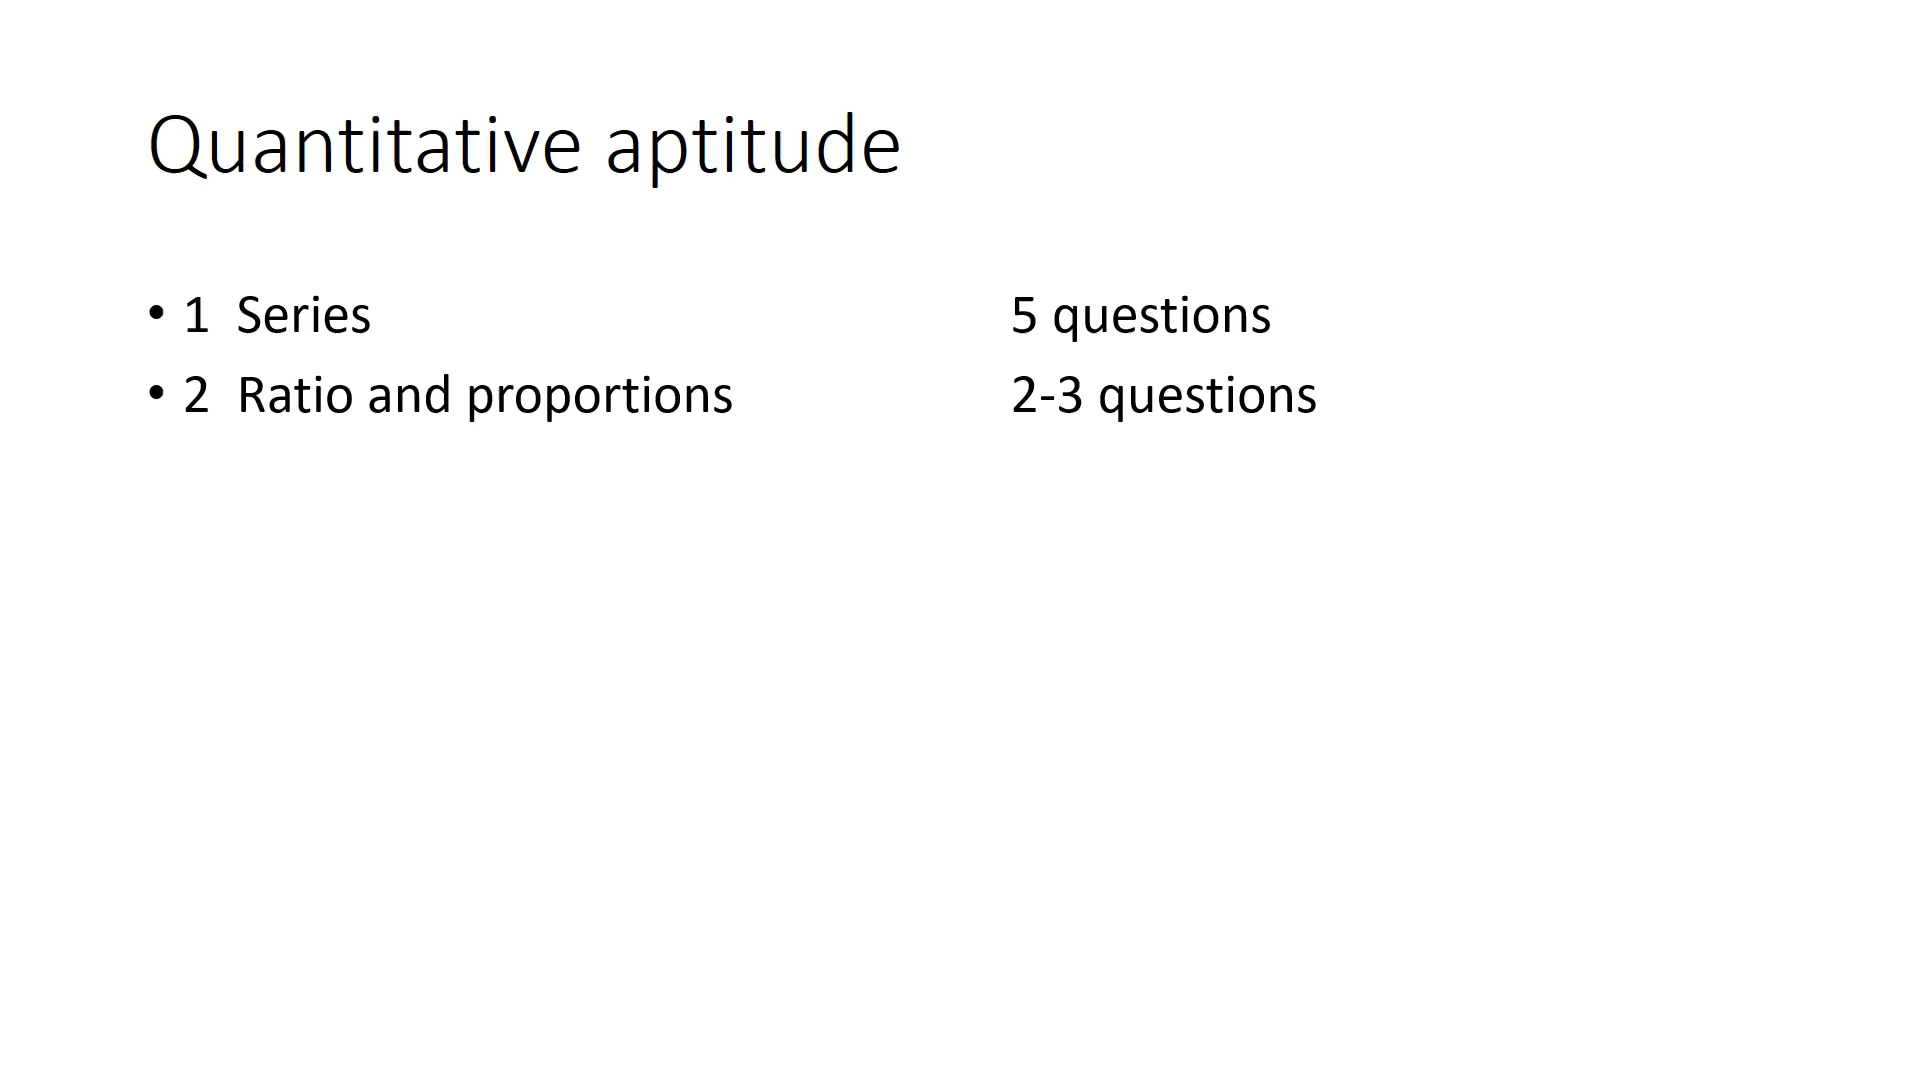 Quantitative aptitude
• 1 Series 5 questions
• 2 Ratio and proportions 2-3 questions